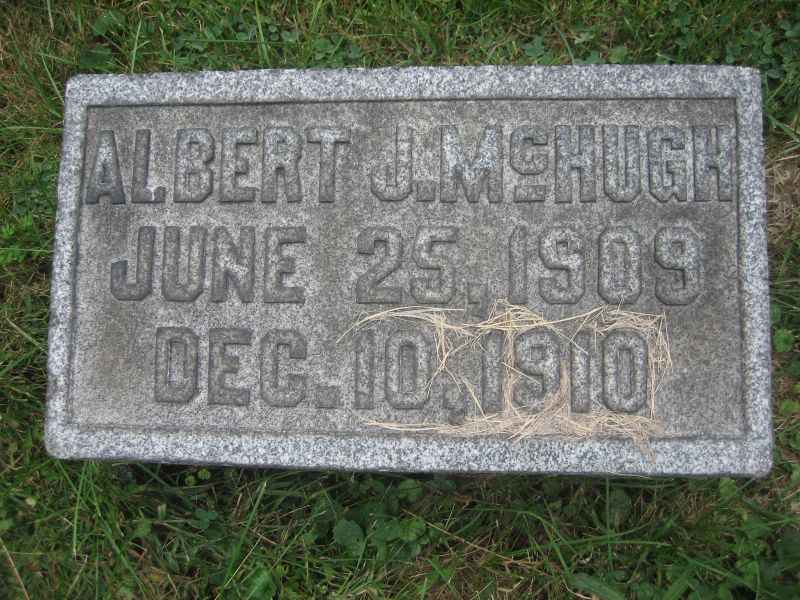 ALBERT J. McHUGH
JUNE 25, 1909
DEC. 10, 1910